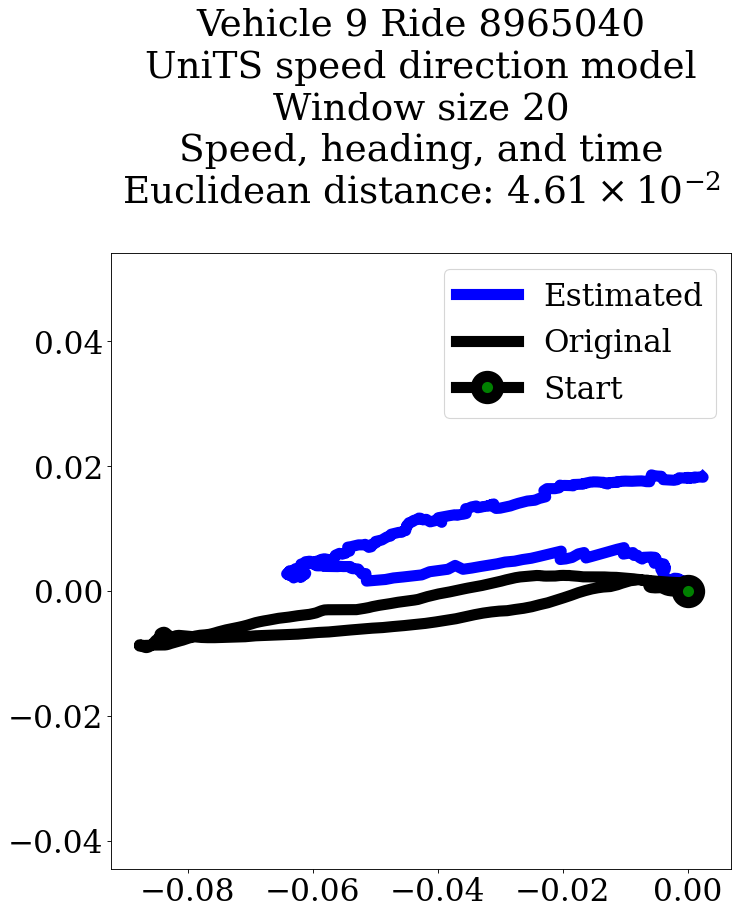 Vehicle 9 Ride 8965040
UniTS speed direction model
Window size 20
Speed, heading, and time
Euclidean distance: 4.61 × 10⁻²
Estimated
Original
Start
0.04
0.02
0.00
−0.02
−0.04
−0.08 −0.06 −0.04 −0.02 0.00